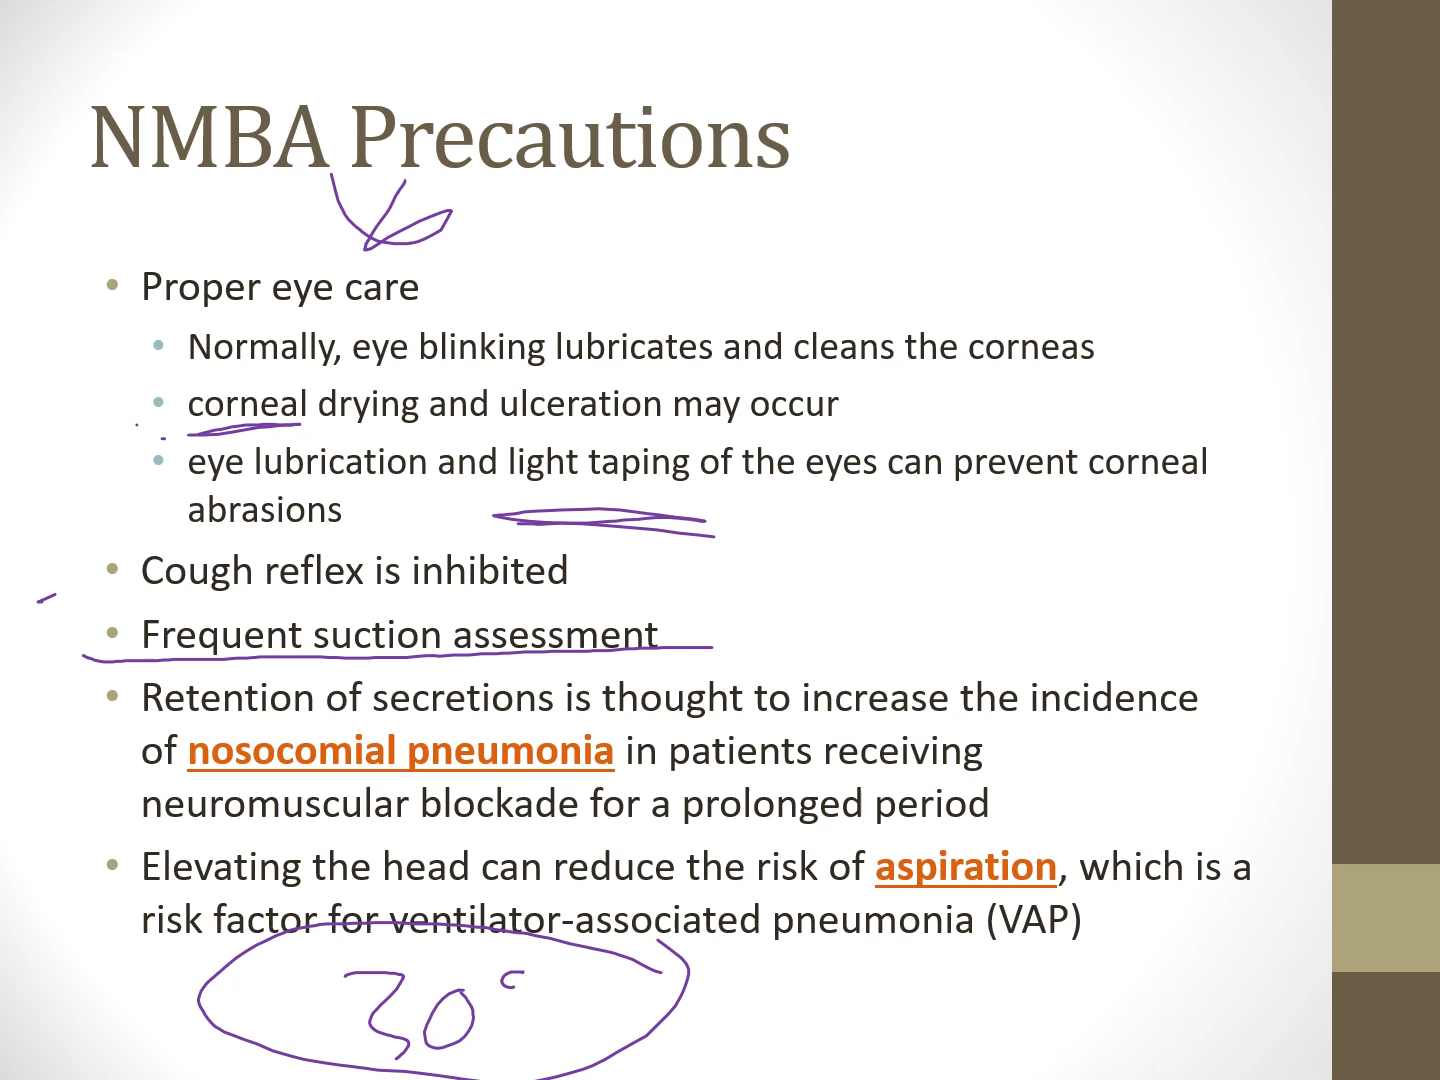 NMBA Precautions
• Proper eye care
• Normally, eye blinking lubricates and cleans the corneas
• corneal drying and ulceration may occur
• eye lubrication and light taping of the eyes can prevent corneal
abrasions
• Cough reflex is inhibited
• Frequent suction assessment
• Retention of secretions is thought to increase the incidence
of nosocomial pneumonia in patients receiving
neuromuscular blockade for a prolonged period
• Elevating the head can reduce the risk of aspiration, which is a
risk factor for ventilator-associated pneumonia (VAP)
30°